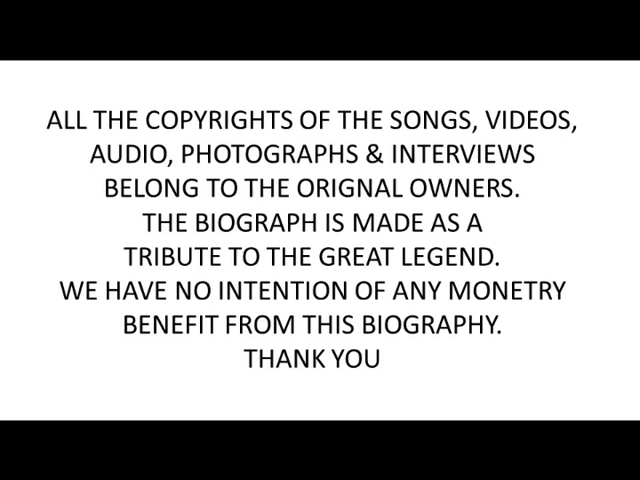 ALL THE COPYRIGHTS OF THE SONGS, VIDEOS,
AUDIO, PHOTOGRAPHS & INTERVIEWS
BELONG TO THE ORIGNAL OWNERS.
THE BIOGRAPH IS MADE AS A
TRIBUTE TO THE GREAT LEGEND.
WE HAVE NO INTENTION OF ANY MONETRY
BENEFIT FROM THIS BIOGRAPHY.
THANK YOU